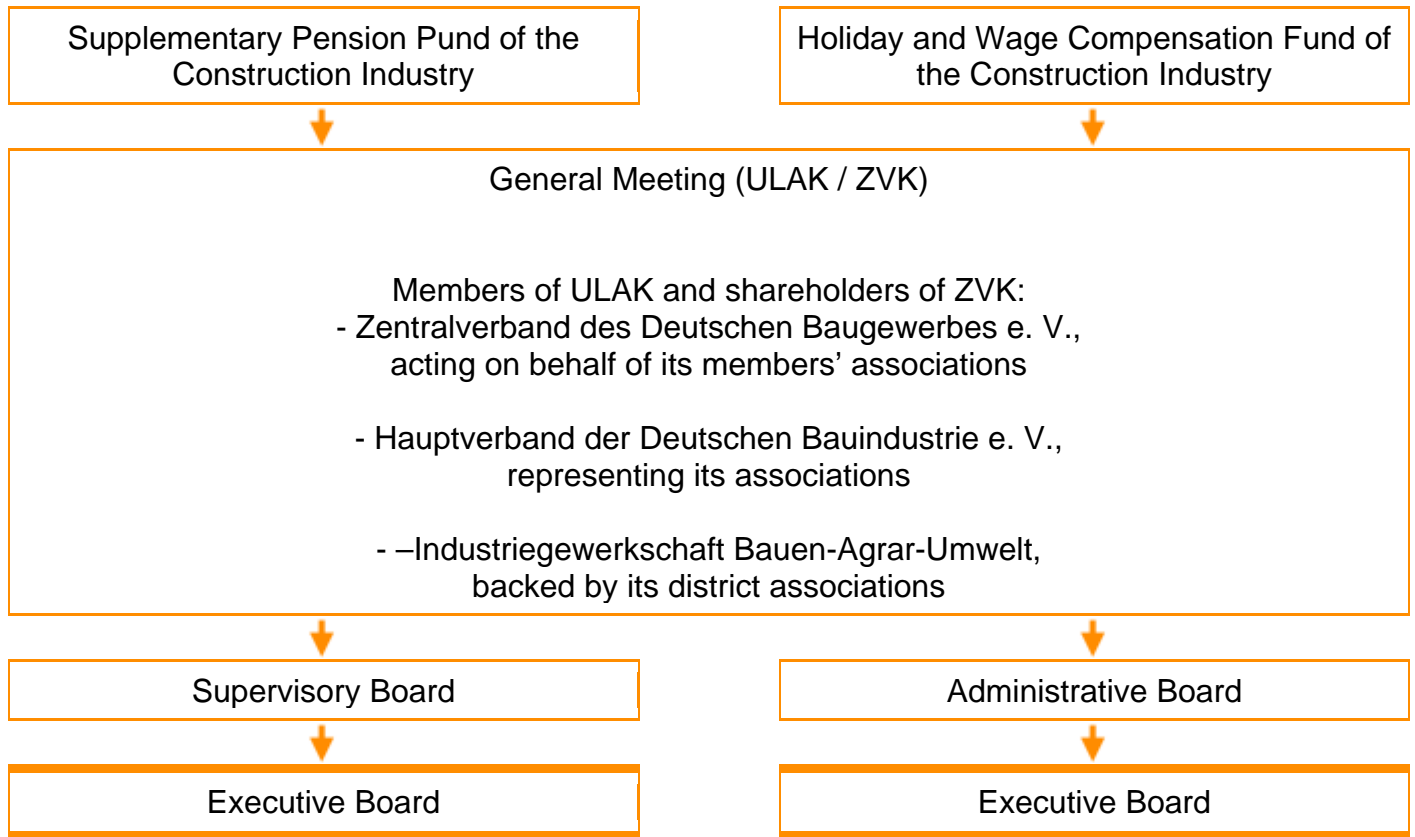 Supplementary Pension Pund of the
Construction Industry
Holiday and Wage Compensation Fund of
the Construction Industry
General Meeting (ULAK / ZVK)
Members of ULAK and shareholders of ZVK:
- Zentralverband des Deutschen Baugewerbes e. V.,
acting on behalf of its members’ associations
- Hauptverband der Deutschen Bauindustrie e. V.,
representing its associations
- –Industriegewerkschaft Bauen-Agrar-Umwelt,
backed by its district associations
Supervisory Board
Administrative Board
Executive Board
Executive Board